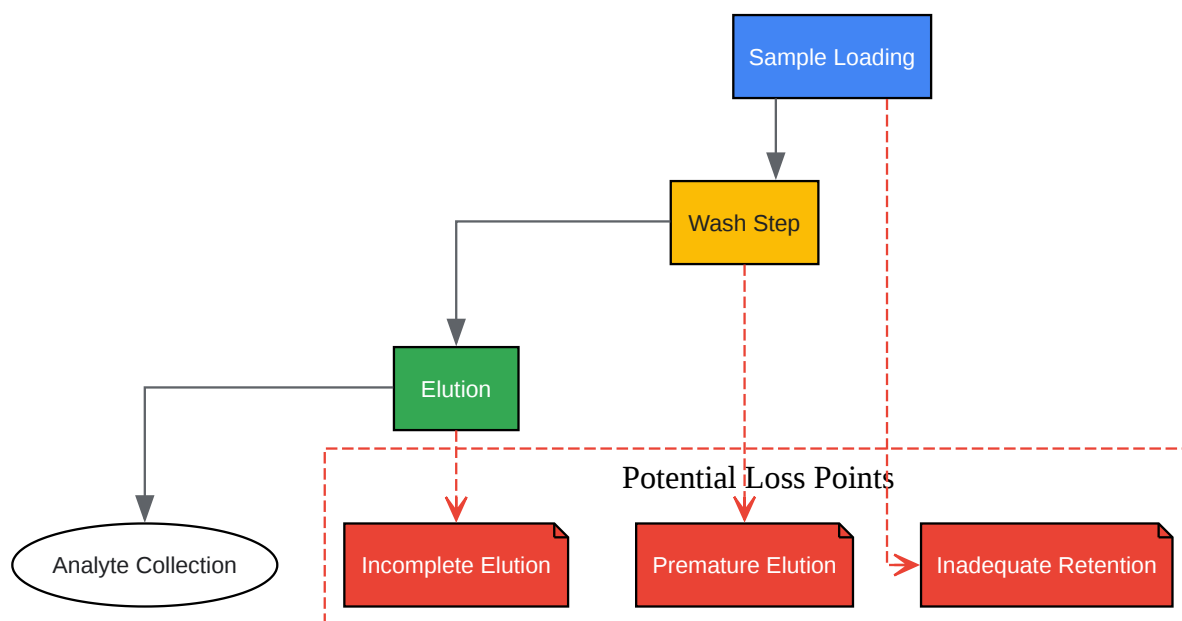 Sample Loading
Wash Step
Elution
Potential Loss Points
Analyte Collection
Incomplete Elution
Premature Elution
Inadequate Retention